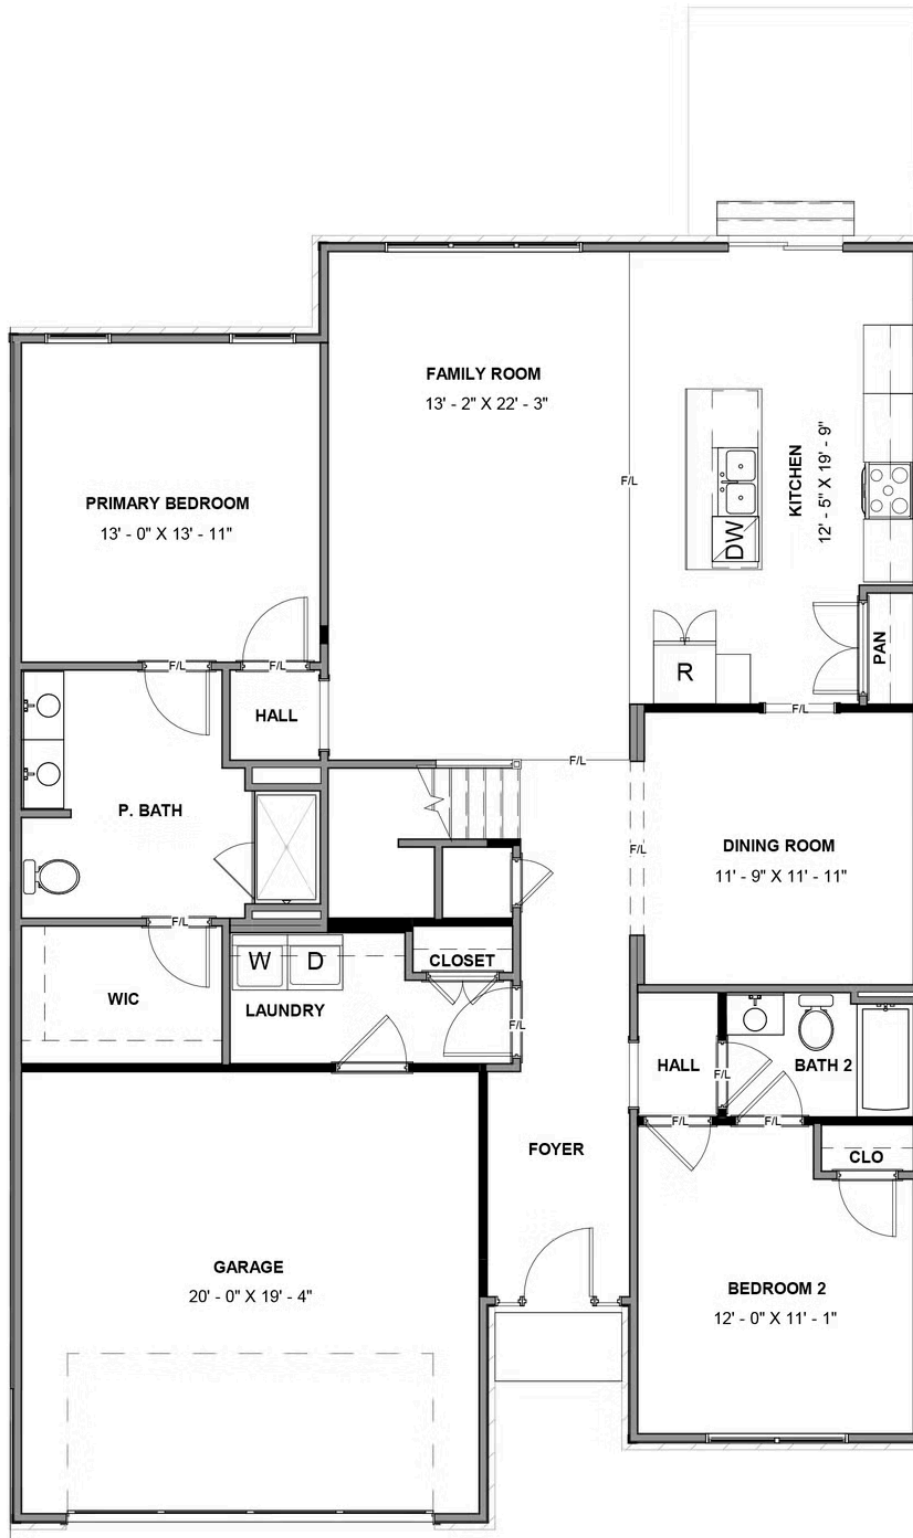 FAMILY ROOM
13' - 2" X 22' - 3"
F/L
KITCHEN
12' - 5" X 19' - 9"
DW
PRIMARY BEDROOM
13' - 0" X 13' - 11"
F/L
F/L
R
PAN
HALL
F/L
F/L
P. BATH
F/L
DINING ROOM
11' - 9" X 11' - 11"
F/L
W
D
CLOSET
WIC
LAUNDRY
F/L
HALL
F/L
BATH 2
F/L
F/L
FOYER
CLO
GARAGE
20' - 0" X 19' - 4"
BEDROOM 2
12' - 0" X 11' - 1"